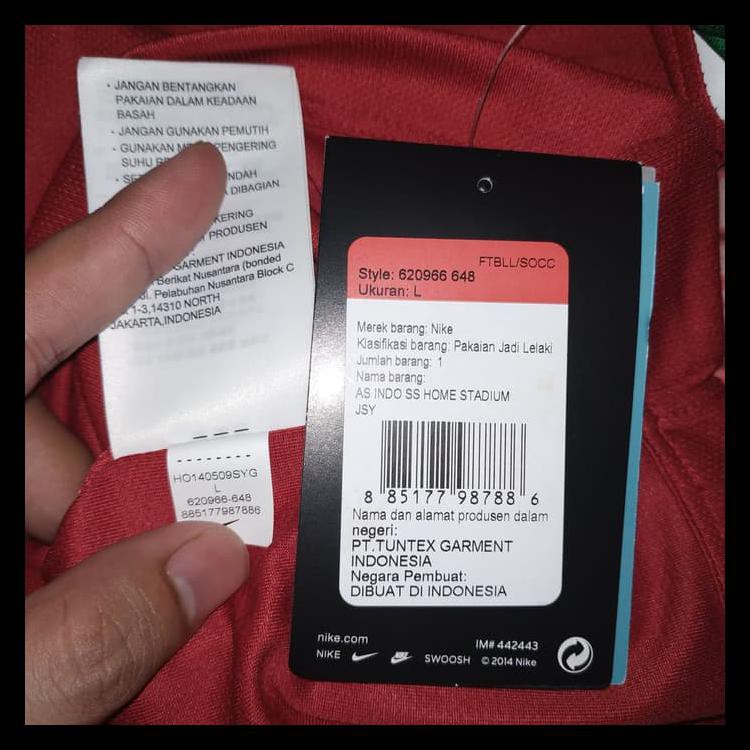 • JANGAN BENTANGKAN
PAKAIAN DALAM KEADAAN
BASAH
• JANGAN GUNAKAN PEMUTIH
• GUNAKAN PENGERING
SUHU
DIBAGIAN
PRODUSEN
GARMENT INDONESIA
Berikat Nusantara (bonded
Jl. Pelabuhan Nusantara Block C
1-3,14310 NORTH
JAKARTA,INDONESIA
HO140509SYG
L
620966-648
885177987886
FTBLL/SOCC
Style: 620966 648
Ukuran: L
Merek barang: Nike
Klasifikasi barang: Pakaian Jadi Lelaki
Jumlah barang: 1
Nama barang:
AS INDO SS HOME STADIUM
JSY
8 85177 98788 6
Nama dan alamat produsen dalam
negeri:
PT.TUNTEX GARMENT
INDONESIA
Negara Pembuat:
DIBUAT DI INDONESIA
nike.com
IM# 442443
NIKE NIKE SWOOSH © 2014 Nike